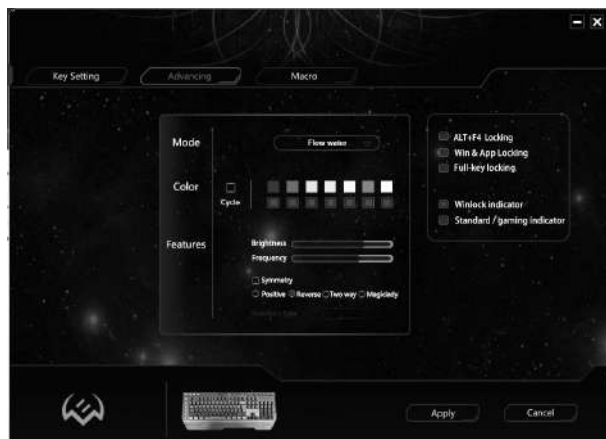 Key Setting
Advancing
Macro
Mode
Flow water
Color
Cycle
Features
Brightness
Frequency
Symmetry
Positive Reverse Two way Magiclady
ALT+F4 Locking
Win & App Locking
Full-key locking
Winlock indicator
Standard / gaming indicator
Apply
Cancel